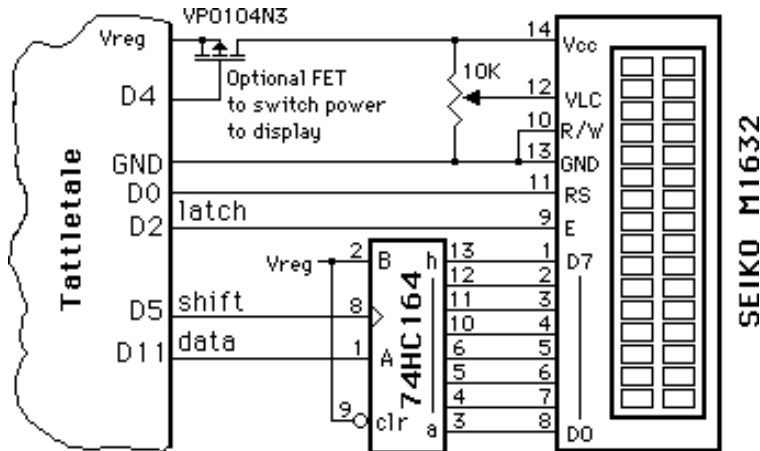 VP0104N3
Vreg
14
Vcc
D4
Optional FET
to switch power
to display
10K
12
VLC
10
R/W
GND
13
GND
D0
11
RS
D2
latch
9
E
Tattletale
SEIKO M1632
Vreg
2
B
h
13
1
D7
12
2
D5
shift
8
11
3
10
4
D11
data
1
A
6
5
5
6
74HC164
4
7
9
clr
a
3
8
D0